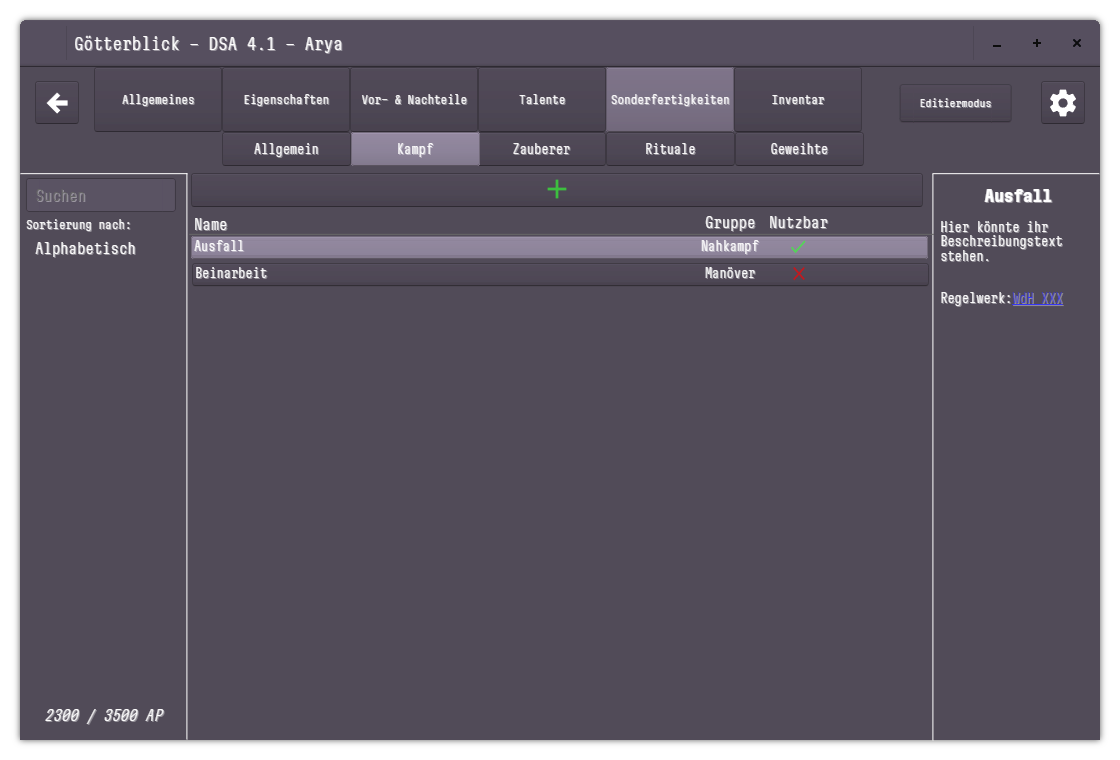 Götterblick – DSA 4.1 – Arya
Allgemeines
Eigenschaften
Vor- & Nachteile
Talente
Sonderfertigkeiten
Inventar
Editiermodus
Allgemein
Kampf
Zauberer
Rituale
Geweihte
Suchen
Sortierung nach:
Alphabetisch
Name
Gruppe
Nutzbar
Ausfall
Nahkampf
Beinarbeit
Manöver
Ausfall
Hier könnte ihr
Beschreibungstext
stehen.
Regelwerk:WdH XXX
2300 / 3500 AP